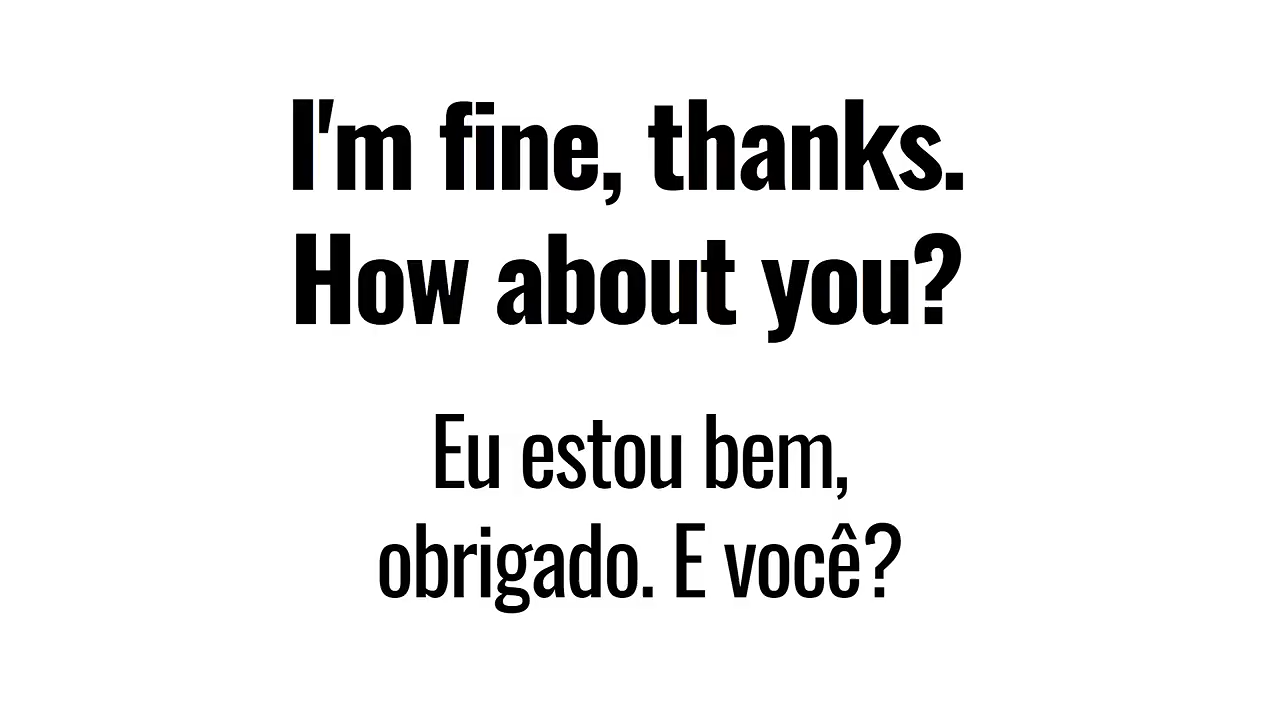 I'm fine, thanks.
How about you?
Eu estou bem,
obrigado. E você?